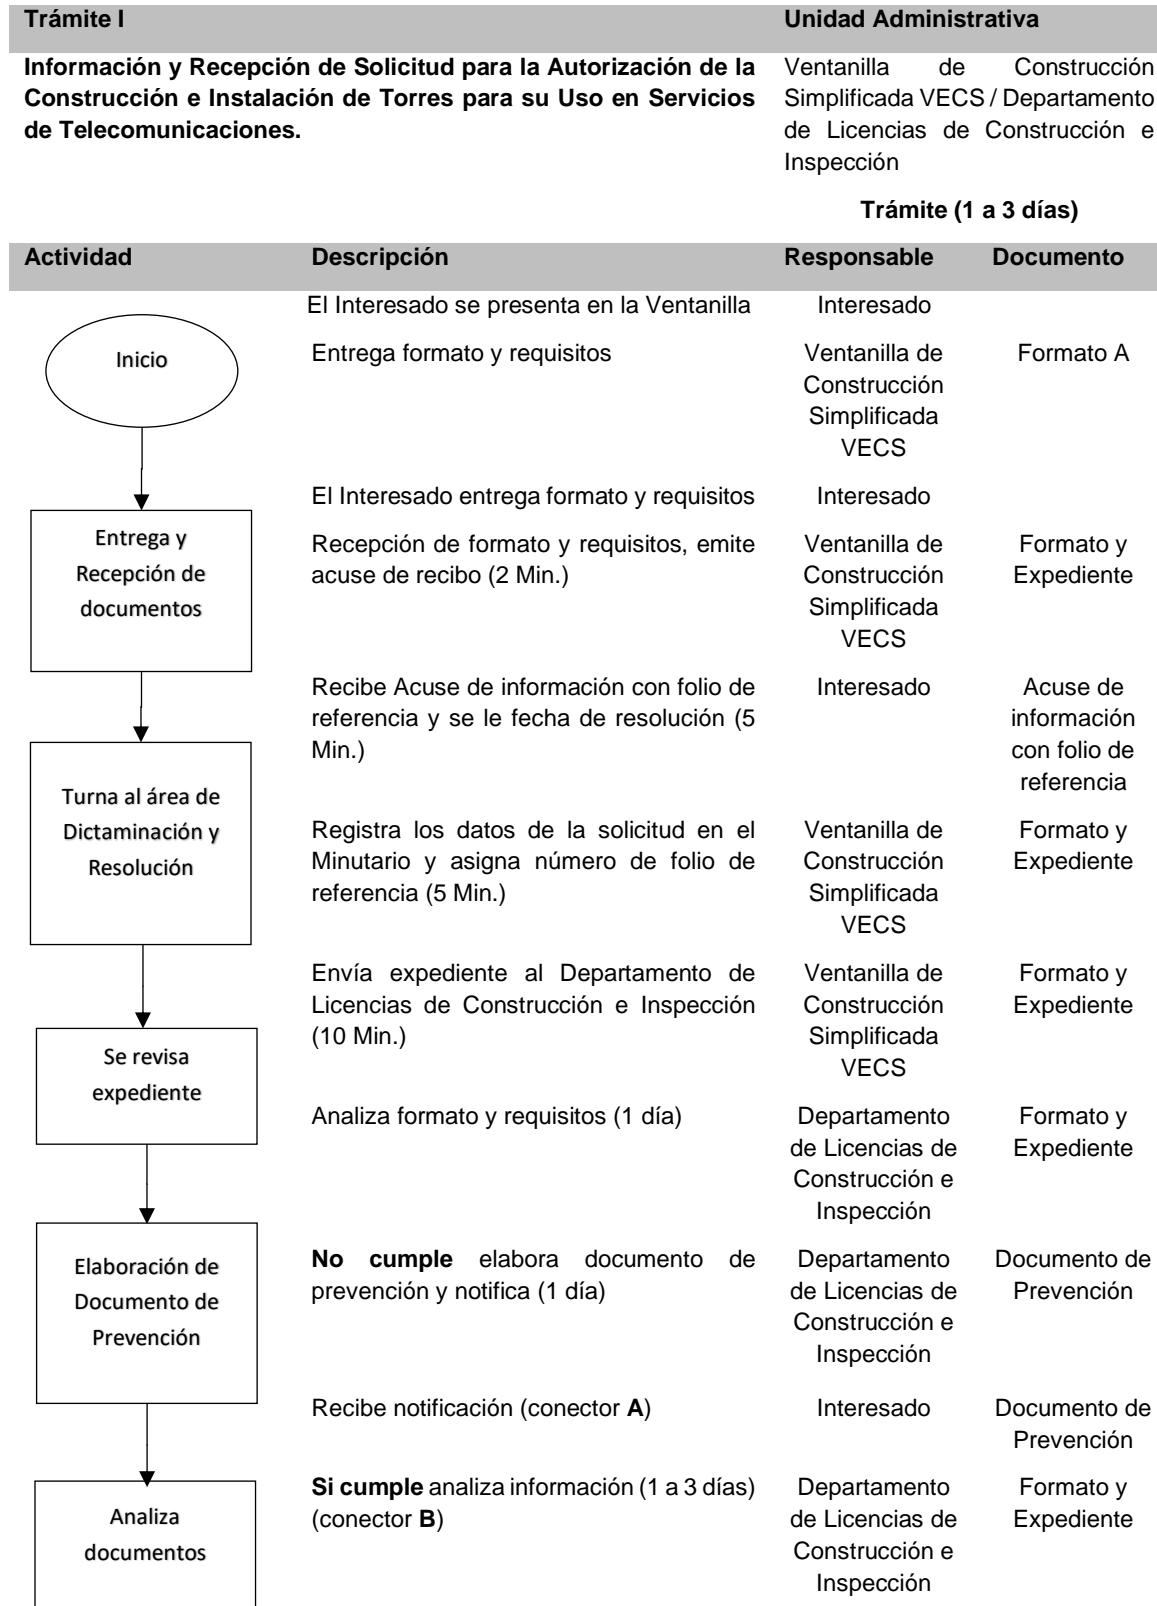 Trámite I
Unidad Administrativa
Información y Recepción de Solicitud para la Autorización de la
Construcción e Instalación de Torres para su Uso en Servicios
de Telecomunicaciones.
Ventanilla de Construcción
Simplificada VECS / Departamento
de Licencias de Construcción e
Inspección
Trámite (1 a 3 días)
Actividad
Descripción
Responsable
Documento
El Interesado se presenta en la Ventanilla
Interesado
Inicio
Entrega formato y requisitos
Ventanilla de
Construcción
Simplificada
VECS
Formato A
El Interesado entrega formato y requisitos
Interesado
Entrega y
Recepción de
documentos
Recepción de formato y requisitos, emite
acuse de recibo (2 Min.)
Ventanilla de
Construcción
Simplificada
VECS
Formato y
Expediente
Recibe Acuse de información con folio de
referencia y se le fecha de resolución (5
Min.)
Interesado
Acuse de
información
con folio de
referencia
Turna al área de
Dictaminación y
Resolución
Registra los datos de la solicitud en el
Minutario y asigna número de folio de
referencia (5 Min.)
Ventanilla de
Construcción
Simplificada
VECS
Formato y
Expediente
Envía expediente al Departamento de
Licencias de Construcción e Inspección
(10 Min.)
Ventanilla de
Construcción
Simplificada
VECS
Formato y
Expediente
Se revisa
expediente
Analiza formato y requisitos (1 día)
Departamento
de Licencias de
Construcción e
Inspección
Formato y
Expediente
Elaboración de
Documento de
Prevención
No cumple elabora documento de
prevención y notifica (1 día)
Departamento
de Licencias de
Construcción e
Inspección
Documento de
Prevención
Recibe notificación (conector A)
Interesado
Documento de
Prevención
Analiza
documentos
Si cumple analiza información (1 a 3 días)
(conector B)
Departamento
de Licencias de
Construcción e
Inspección
Formato y
Expediente